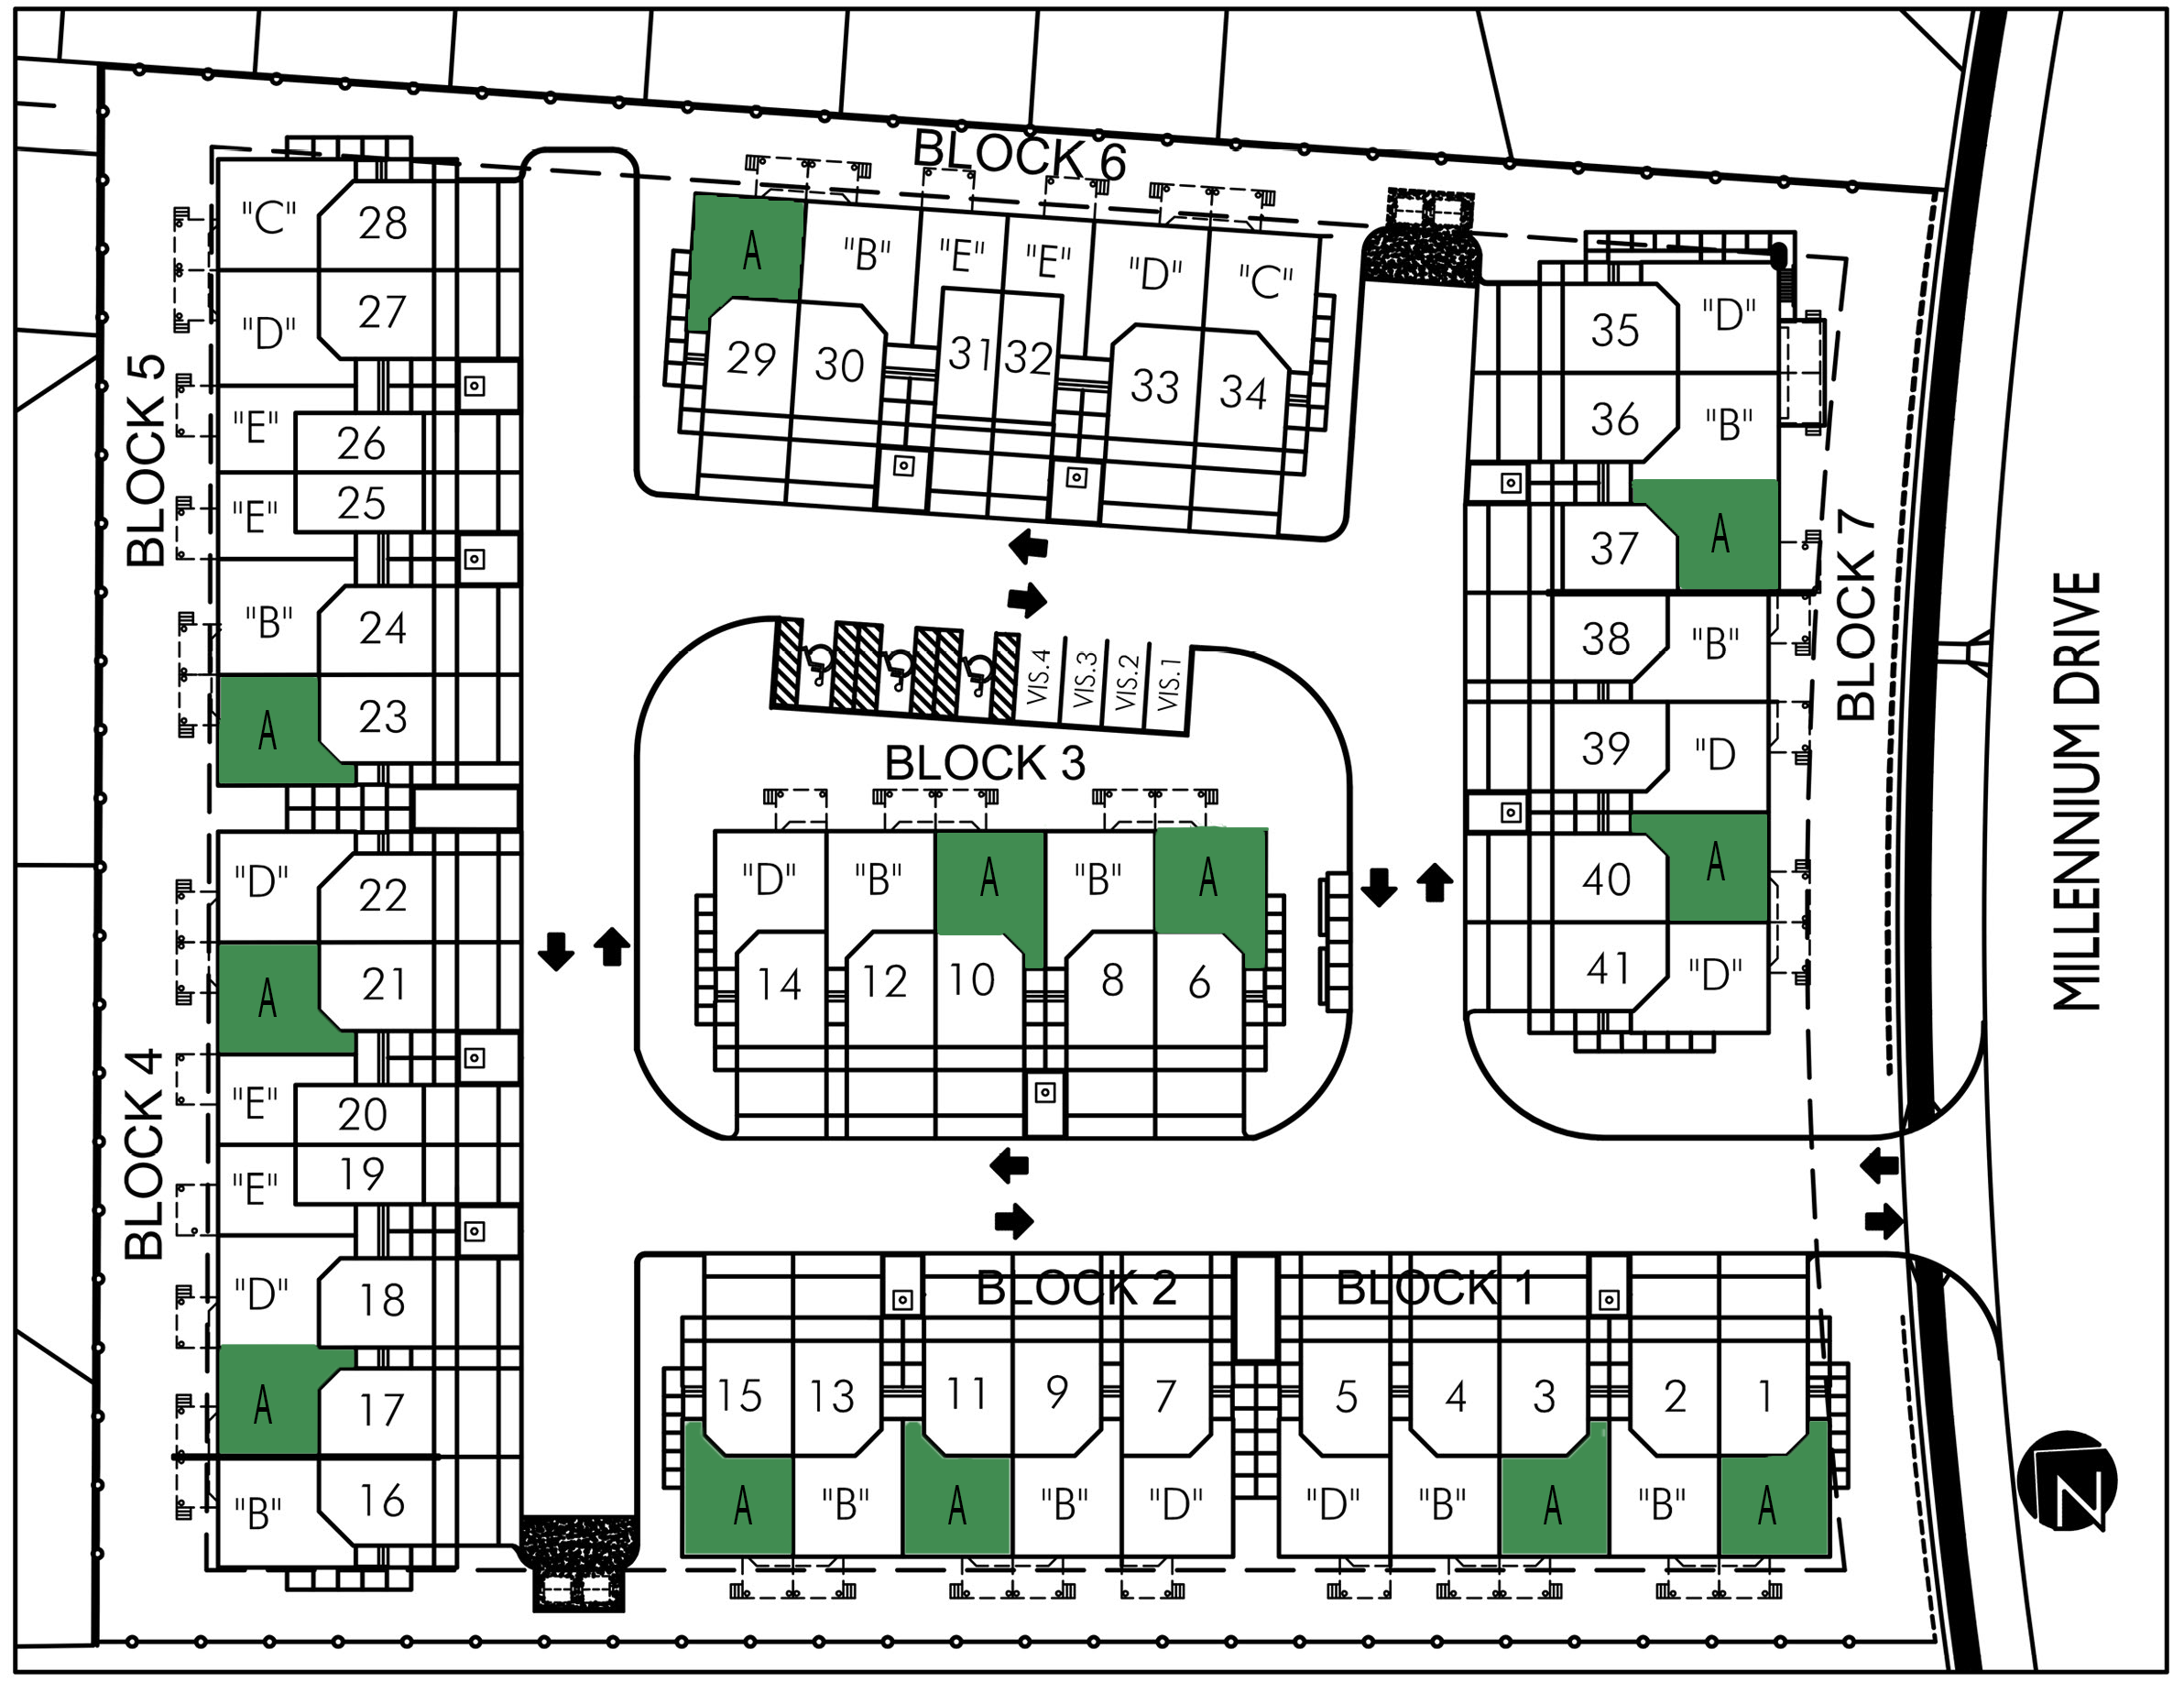 BLOCK 6
"C" 28
"D" 27
BLOCK 5
"E" 26
"E" 25
"B" 24
A 23
A "B" "E" "E" "D" "C"
29 30 31 32 33 34
35 "D"
36 "B"
37 A
BLOCK 7
38 "B"
39 "D
40 A
41 "D"
MILLENNIUM DRIVE
VIS.4 VIS.3 VIS.2 VIS.1
BLOCK 3
"D" "B" A "B" A
14 12 10 8 6
"D" 22
A 21
BLOCK 4
"E" 20
"E" 19
"D" 18
A 17
"B" 16
BLOCK 2 BLOCK 1
15 13 11 9 7 5 4 3 2 1
A "B" A "B" "D" "D" "B" A "B" A
N